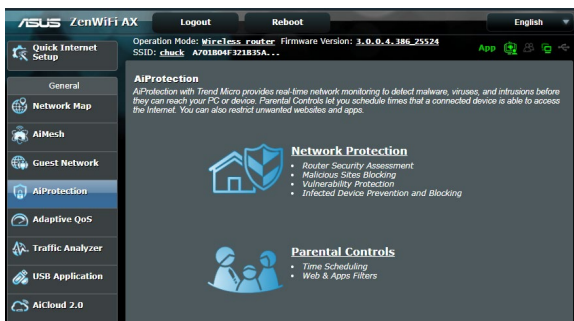 ASUS ZenWiFi AX Logout Reboot English
Quick Internet Setup
Operation Mode: Wireless router Firmware Version: 3.0.0.4.386_25524
SSID: chuck A701B04F321B35A... App
General
Network Map
AiMesh
Guest Network
AiProtection
Adaptive QoS
Traffic Analyzer
USB Application
AiCloud 2.0
AiProtection
AiProtection with Trend Micro provides real-time network monitoring to detect malware, viruses, and intrusions before
they can reach your PC or device. Parental Controls let you schedule times that a connected device is able to access
the Internet. You can also restrict unwanted websites and apps.
Network Protection
Router Security Assessment
Malicious Sites Blocking
Vulnerability Protection
Infected Device Prevention and Blocking
Parental Controls
Time Scheduling
Web & Apps Filters